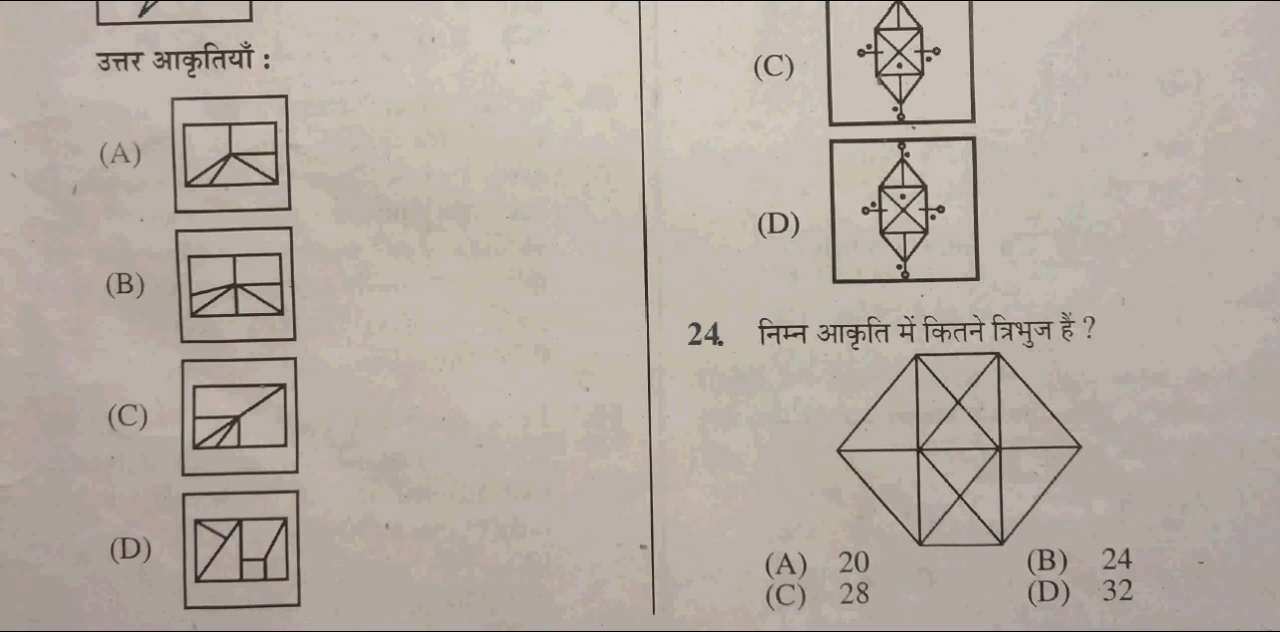 उत्तर आकृतियाँ :
(A)
(B)
(C)
(D)
(C)
(D)
24. निम्न आकृति में कितने त्रिभुज हैं ?
(A) 20 (B) 24
(C) 28 (D) 32